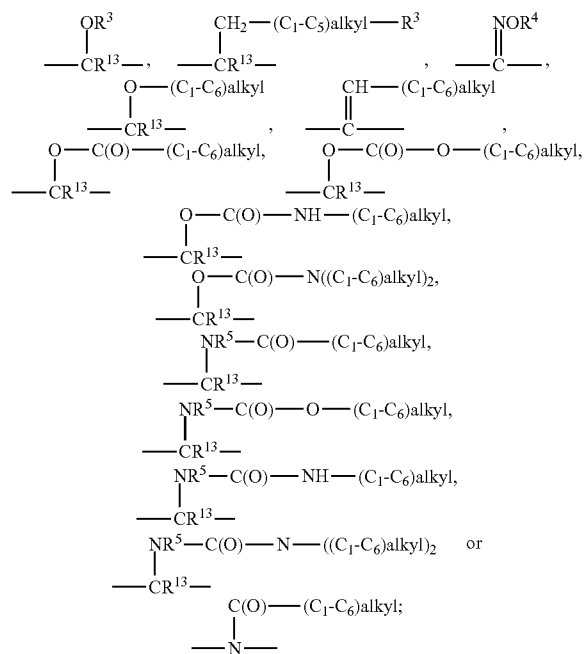 OR³ CH₂—(C₁-C₅)alkyl—R³ NOR⁴
—CR¹³—, —CR¹³— , —C—,
O—(C₁-C₆)alkyl CH—(C₁-C₆)alkyl
—CR¹³— , —C— ,
O—C(O)—(C₁-C₆)alkyl, O—C(O)—O—(C₁-C₆)alkyl,
—CR¹³— —CR¹³—
O—C(O)—NH—(C₁-C₆)alkyl,
—CR¹³—
O—C(O)—N((C₁-C₆)alkyl)₂,
—CR¹³—
NR⁵—C(O)—(C₁-C₆)alkyl,
—CR¹³—
NR⁵—C(O)—O—(C₁-C₆)alkyl,
—CR¹³—
NR⁵—C(O)—NH—(C₁-C₆)alkyl,
—CR¹³—
NR⁵—C(O)—N—((C₁-C₆)alkyl)₂ or
—CR¹³—
C(O)—(C₁-C₆)alkyl;
—N—